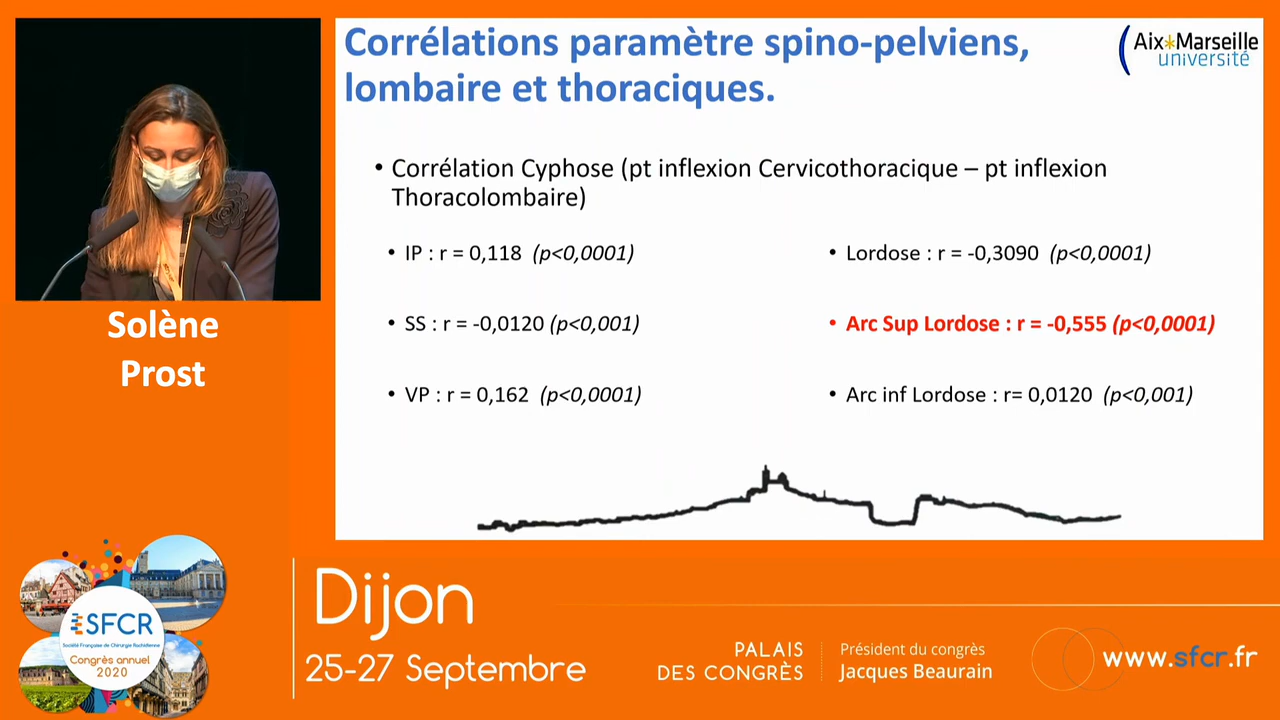 Corrélations paramètre spino-pelviens,
lombaire et thoraciques.
(Aix*Marseille
université
• Corrélation Cyphose (pt inflexion Cervicothoracique – pt inflexion
Thoracolombaire)
• IP : r = 0,118 (p<0,0001)
• SS : r = -0,0120 (p<0,001)
• VP : r = 0,162 (p<0,0001)
• Lordose : r = -0,3090 (p<0,0001)
• Arc Sup Lordose : r = -0,555 (p<0,0001)
• Arc inf Lordose : r= 0,0120 (p<0,001)
Solène
Prost
SFCR
Société Française de Chirurgie Rachidienne
Congrès annuel
2020
Dijon
25-27 Septembre
PALAIS
DES CONGRÈS
Président du congrès
Jacques Beaurain
www.sfcr.fr